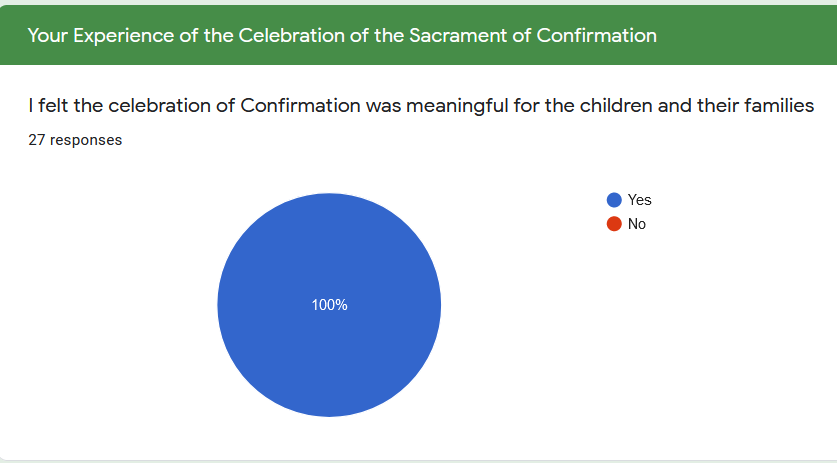 Your Experience of the Celebration of the Sacrament of Confirmation
I felt the celebration of Confirmation was meaningful for the children and their families
27 responses
Yes
No
100%